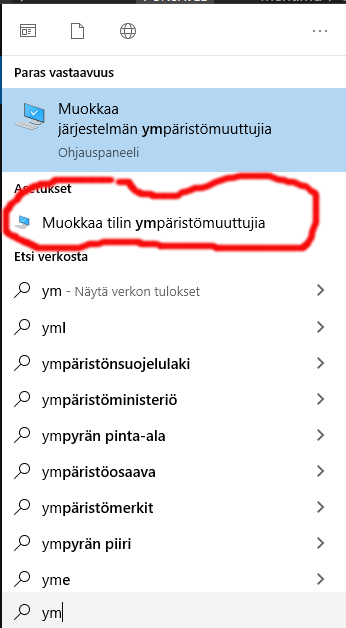 Paras vastaavuus
Muokkaa
järjestelmän ympäristömuuttujia
Ohjauspaneeli
Asetukset
Muokkaa tilin ympäristömuuttujia
Etsi verkosta
ym - Näytä verkon tulokset
yml
ympäristönsuojelulaki
ympäristöministeriö
ympyrän pinta-ala
ympäristöosaava
ympäristömerkit
ympyrän piiri
yme
ym